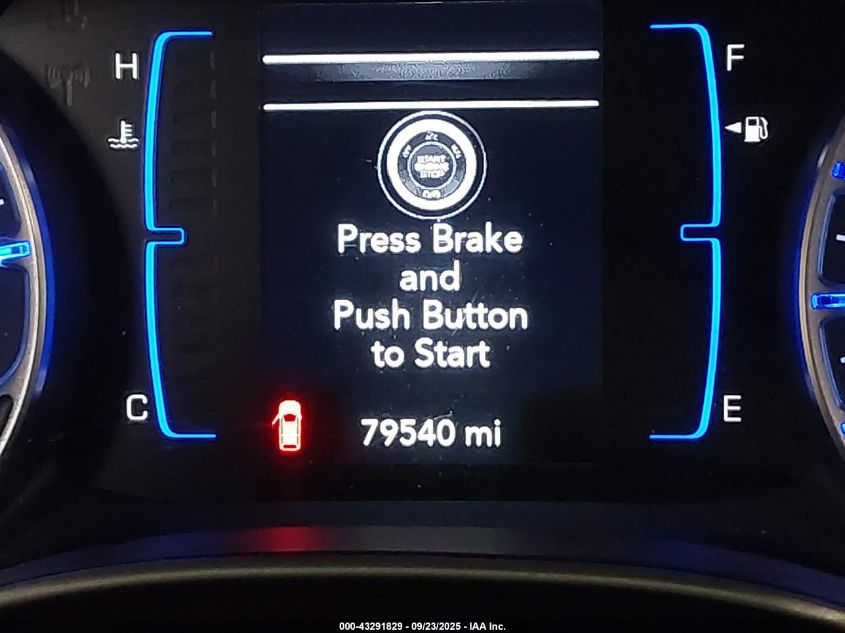 H
F
Press Brake
and
Push Button
to Start
C
E
79540 mi
000-43291829 - 09/23/2025 - IAA Inc.